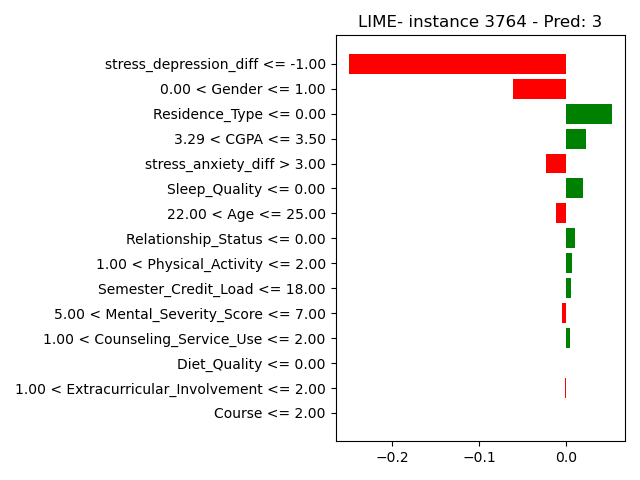 LIME- instance 3764 - Pred: 3
stress_depression_diff <= -1.00
0.00 < Gender <= 1.00
Residence_Type <= 0.00
3.29 < CGPA <= 3.50
stress_anxiety_diff > 3.00
Sleep_Quality <= 0.00
22.00 < Age <= 25.00
Relationship_Status <= 0.00
1.00 < Physical_Activity <= 2.00
Semester_Credit_Load <= 18.00
5.00 < Mental_Severity_Score <= 7.00
1.00 < Counseling_Service_Use <= 2.00
Diet_Quality <= 0.00
1.00 < Extracurricular_Involvement <= 2.00
Course <= 2.00
−0.2 −0.1 0.0